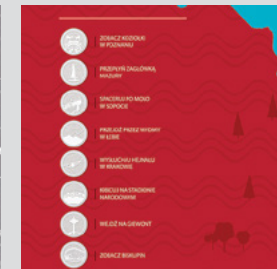 ZOBACZ KOZIOŁKI
W POZNANIU
PRZEPŁYŃ ŻAGLÓWKĄ
MAZURY
SPACERUJ PO MOLO
W SOPOCIE
PRZEJDŹ PRZEZ WYDMY
W ŁEBIE
WYSŁUCHAJ HEJNAŁU
W KRAKOWIE
KIBICUJ NA STADIONIE
NARODOWYM
WEJDŹ NA GIEWONT
ZOBACZ BISKUPIN